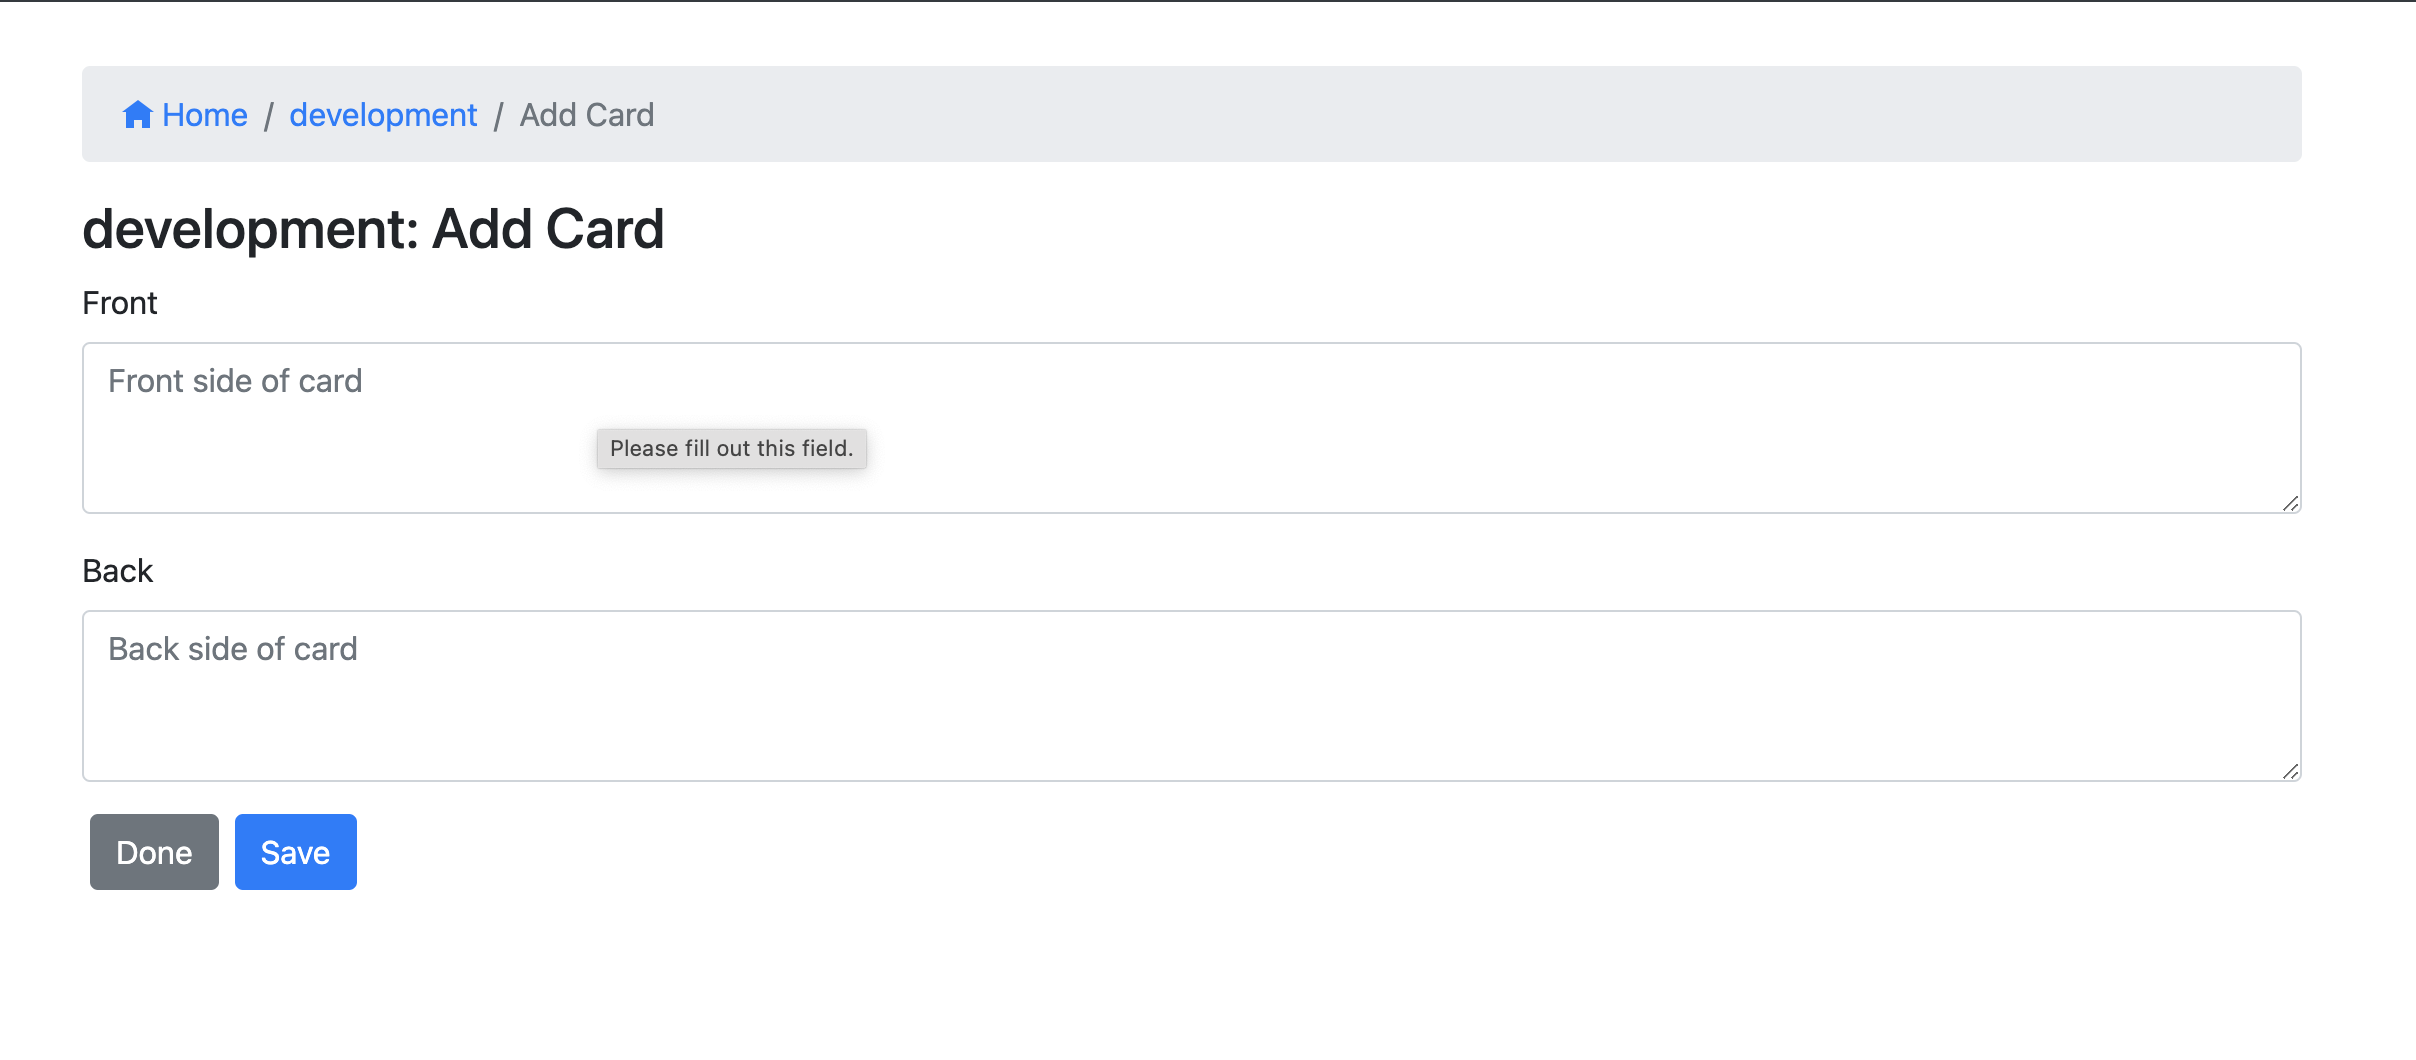 Home / development / Add Card
development: Add Card
Front
Front side of card
Please fill out this field.
Back
Back side of card
Done Save